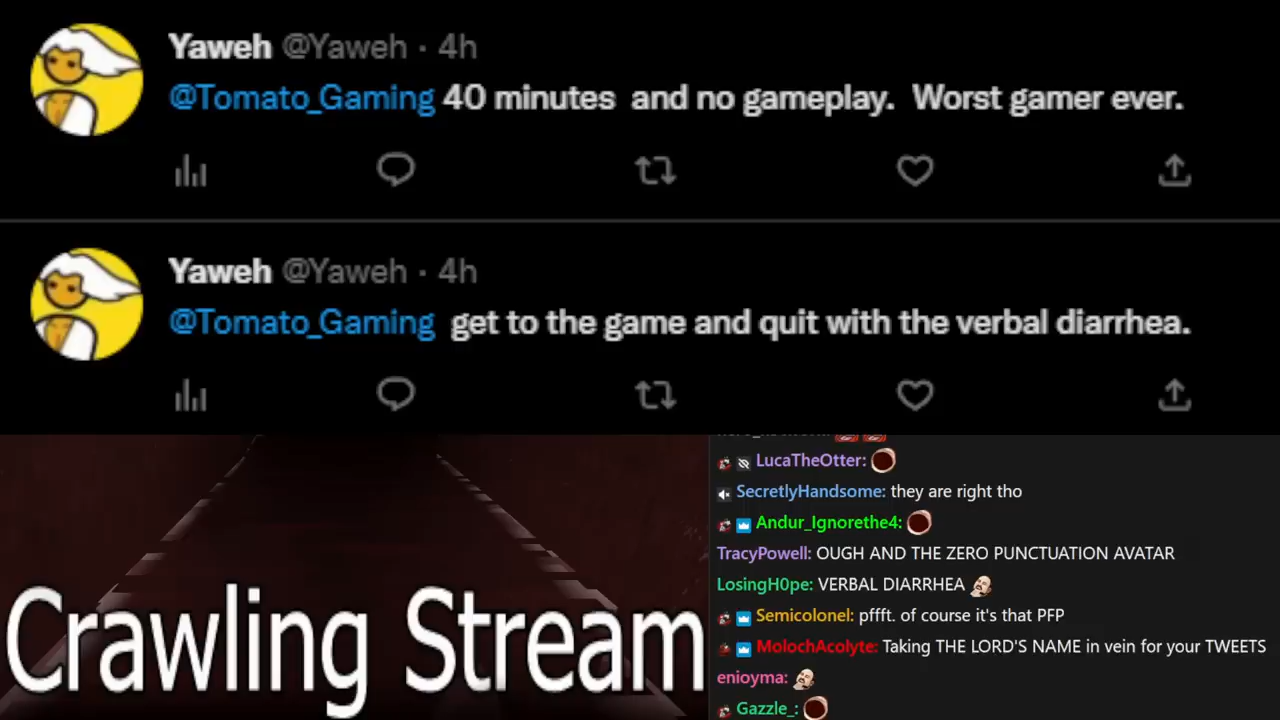 Yaweh @Yaweh · 4h
@Tomato_Gaming 40 minutes and no gameplay. Worst gamer ever.
Yaweh @Yaweh · 4h
@Tomato_Gaming get to the game and quit with the verbal diarrhea.
Crawling Stream
LucaTheOtter:
SecretlyHandsome: they are right tho
Andur_Ignorethe4:
TracyPowell: OUGH AND THE ZERO PUNCTUATION AVATAR
LosingH0pe: VERBAL DIARRHEA
Semicolonel: pffft. of course it's that PFP
MolochAcolyte: Taking THE LORD'S NAME in vein for your TWEETS
enioyma:
Gazzle_: